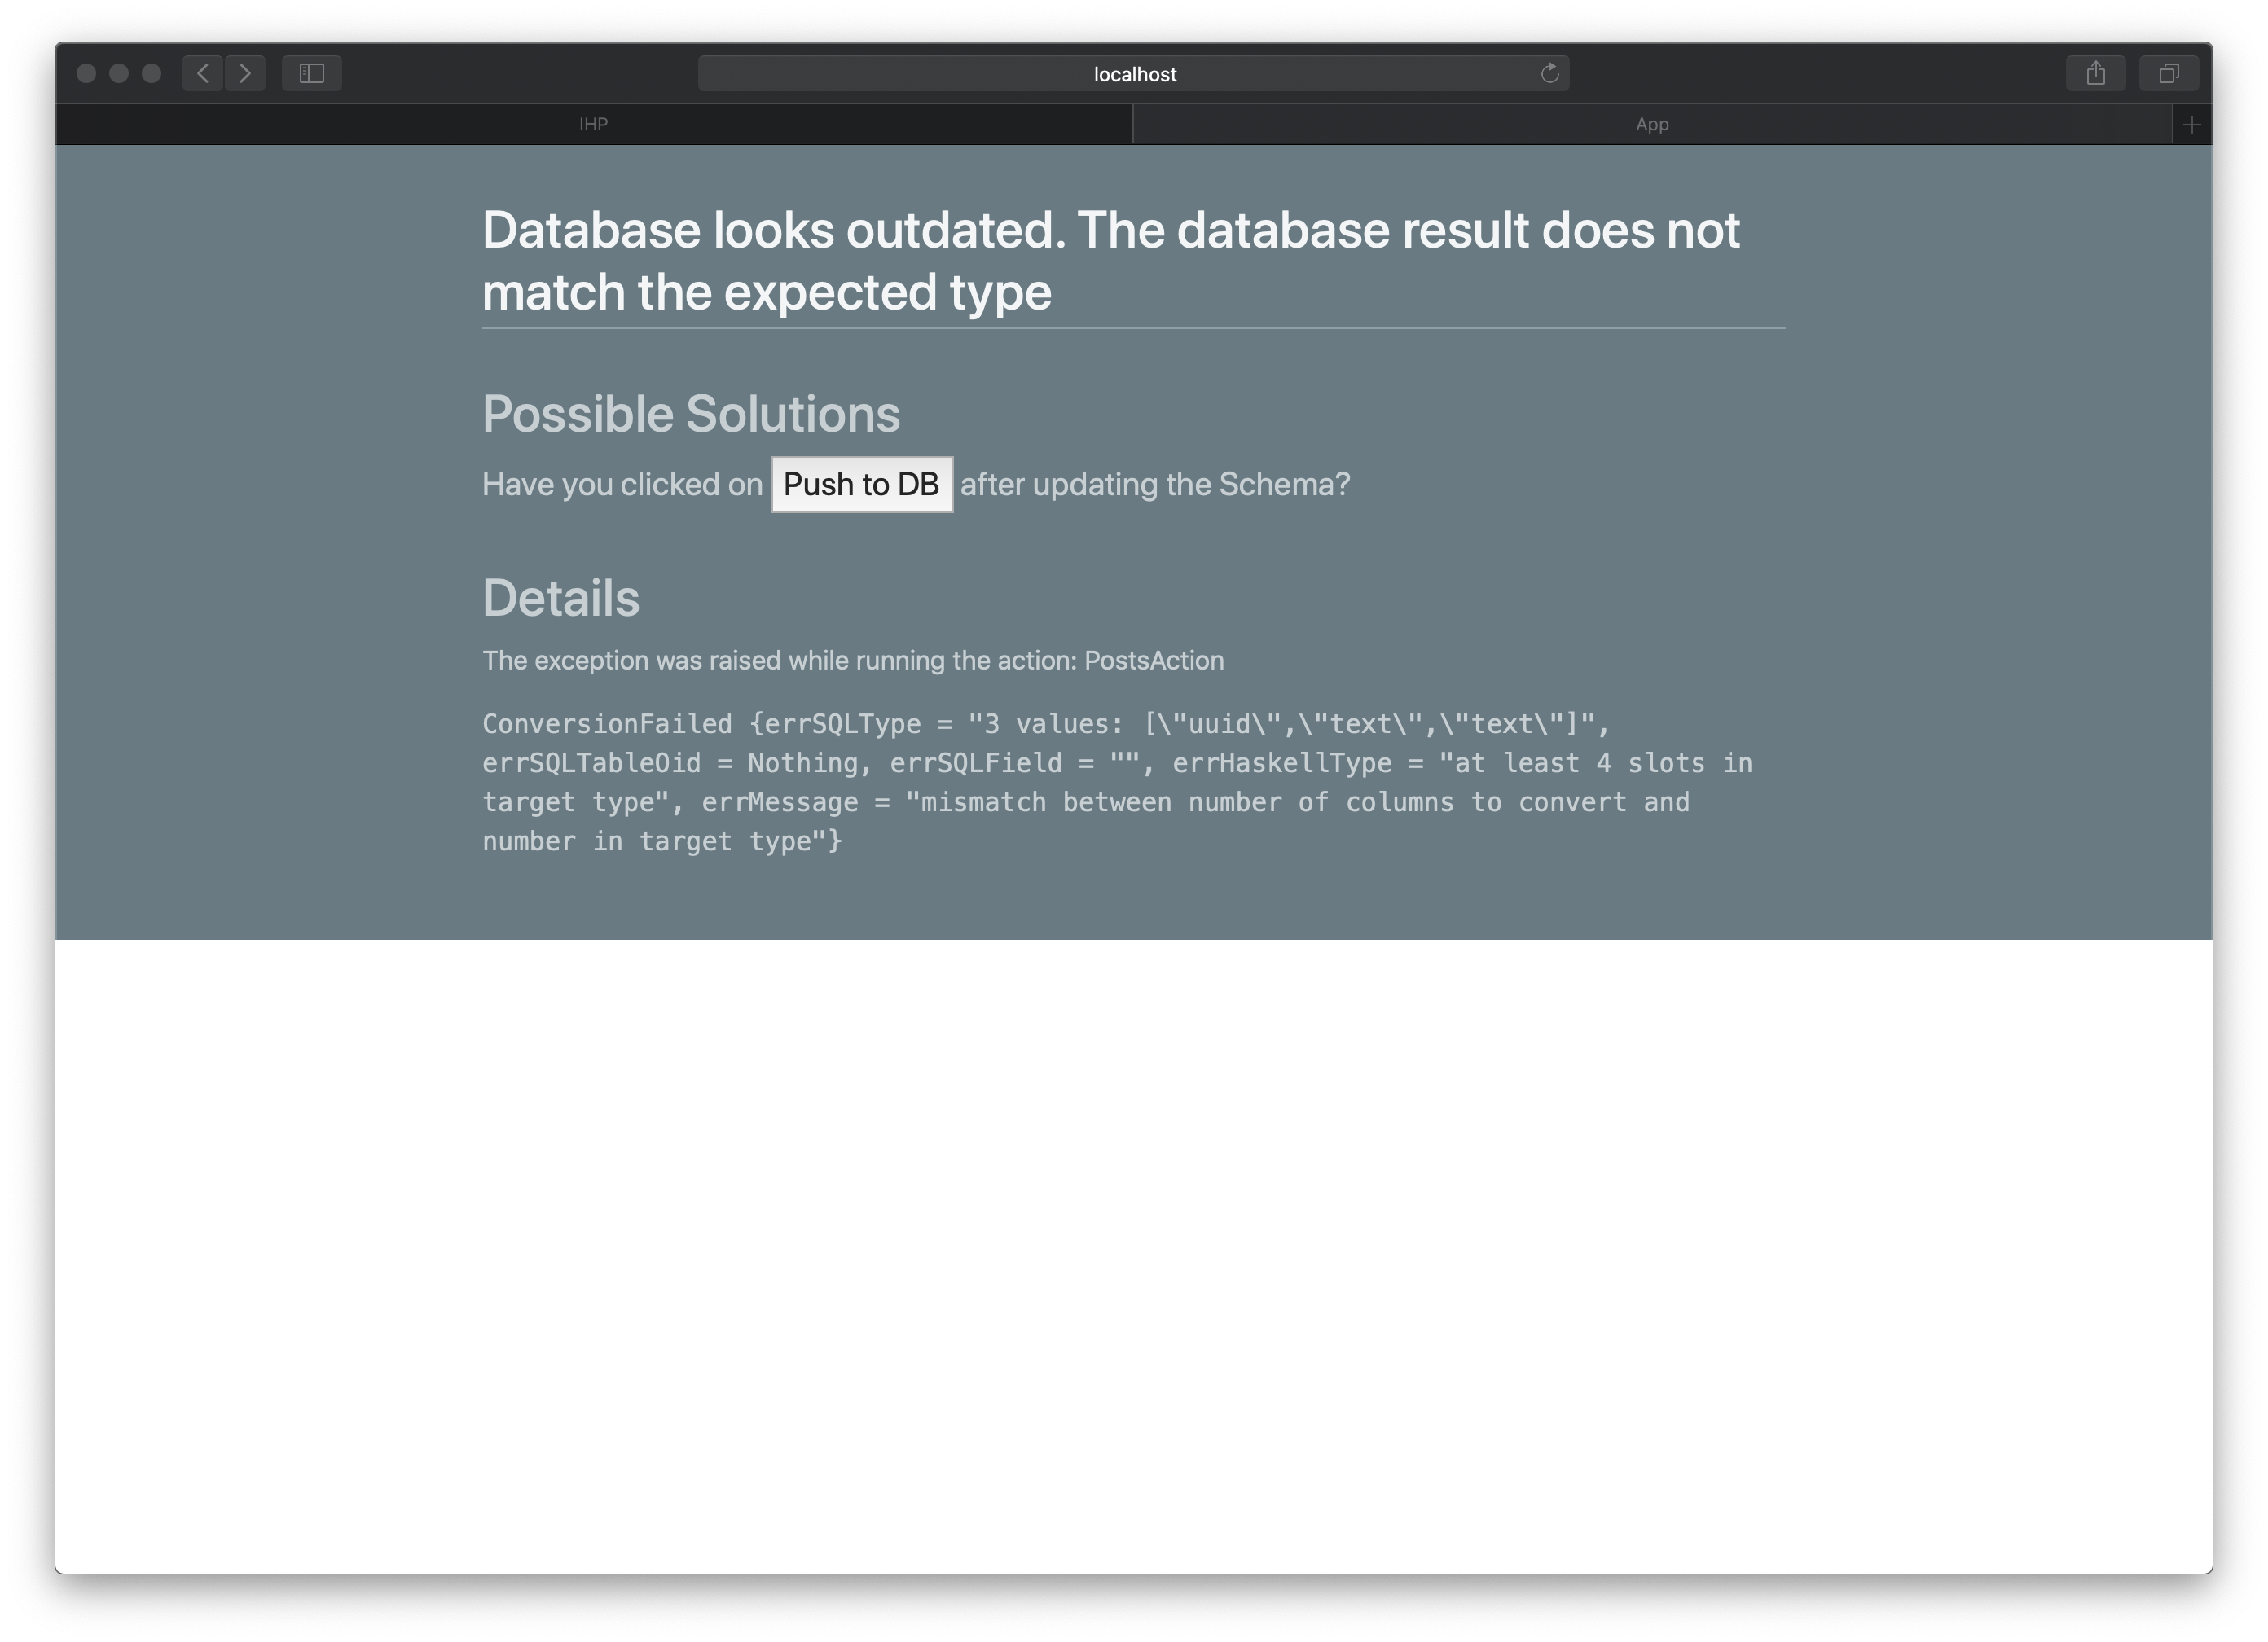 localhost
IHP
App
Database looks outdated. The database result does not
match the expected type
Possible Solutions
Have you clicked on Push to DB after updating the Schema?
Details
The exception was raised while running the action: PostsAction
ConversionFailed {errSQLType = "3 values: [\"uuid\",\"text\",\"text\"]",
errSQLTableOid = Nothing, errSQLField = "", errHaskellType = "at least 4 slots in
target type", errMessage = "mismatch between number of columns to convert and
number in target type"}